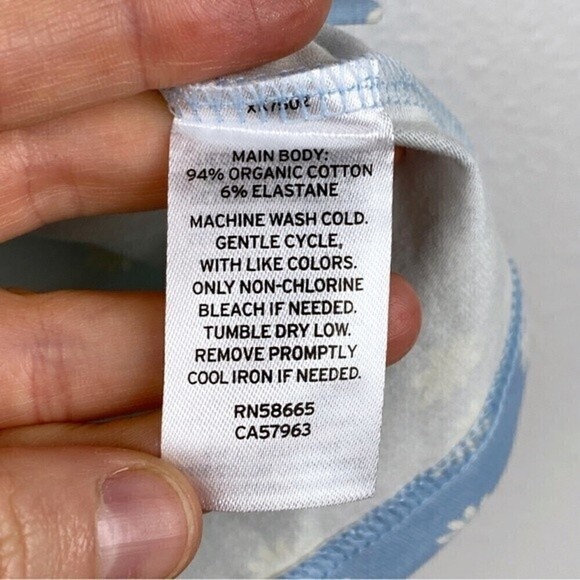 MAIN BODY:
94% ORGANIC COTTON
6% ELASTANE
MACHINE WASH COLD.
GENTLE CYCLE,
WITH LIKE COLORS.
ONLY NON-CHLORINE
BLEACH IF NEEDED.
TUMBLE DRY LOW.
REMOVE PROMPTLY
COOL IRON IF NEEDED.
RN58665
CA57963